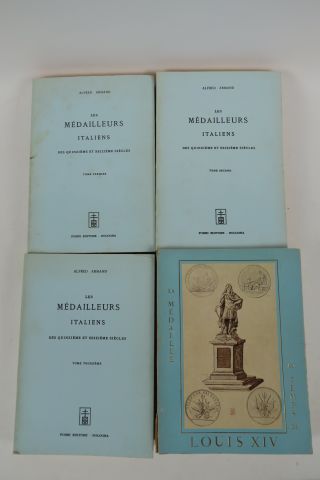 ALFRED ARMAND
LES
MÉDAILLEURS
ITALIENS
DES QUINZIÈME ET SEIZIÈME SIÈCLES
TOME PREMIER
FORNI EDITORE - BOLOGNA
ALFRED ARMAND
LES
MÉDAILLEURS
ITALIENS
DES QUINZIÈME ET SEIZIÈME SIÈCLES
TOME SECOND
FORNI EDITORE - BOLOGNA
ALFRED ARMAND
LES
MÉDAILLEURS
ITALIENS
DES QUINZIÈME ET SEIZIÈME SIÈCLES
TOME TROISIÈME
FORNI EDITORE - BOLOGNA
LA MÉDAILLE
LOUIS XIV